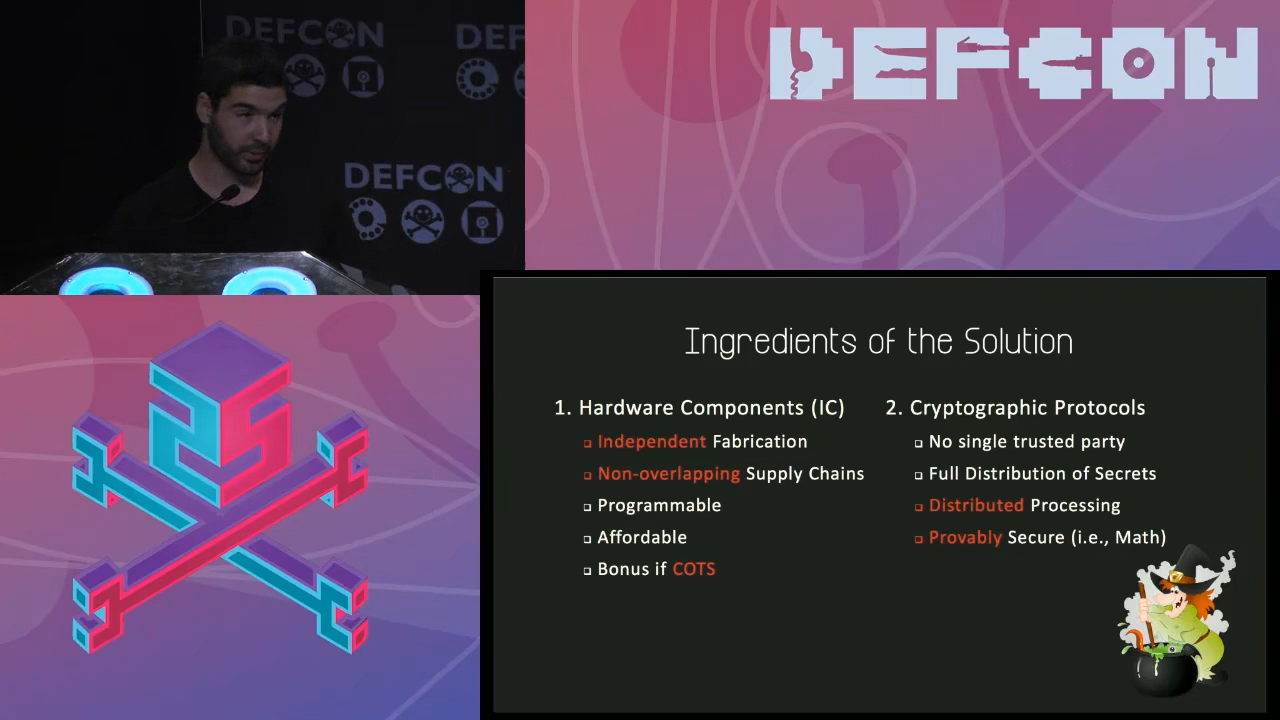 DEFCON
DEF
DEFCON
DEFCON
25
Ingredients of the Solution
1. Hardware Components (IC)
Independent Fabrication
Non-overlapping Supply Chains
Programmable
Affordable
Bonus if COTS
2. Cryptographic Protocols
No single trusted party
Full Distribution of Secrets
Distributed Processing
Provably Secure (i.e., Math)